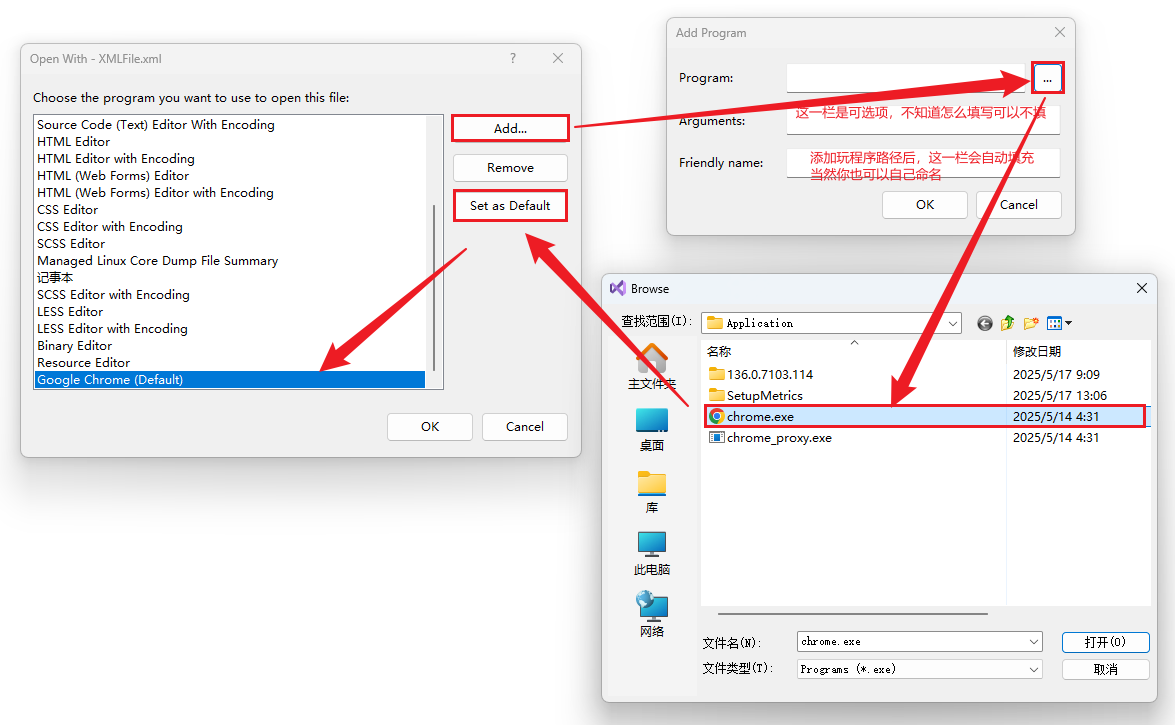 Open With - XMLFile.xml
?
Choose the program you want to use to open this file:
Source Code (Text) Editor With Encoding
HTML Editor
HTML Editor with Encoding
HTML (Web Forms) Editor
HTML (Web Forms) Editor with Encoding
CSS Editor
CSS Editor with Encoding
SCSS Editor
Managed Linux Core Dump File Summary
记事本
SCSS Editor with Encoding
LESS Editor
LESS Editor with Encoding
Binary Editor
Resource Editor
Google Chrome (Default)
Add...
Remove
Set as Default
OK
Cancel
Add Program
Program:
...
Arguments:
这一栏是可选项，不知道怎么填写可以不填
Friendly name:
添加玩程序路径后，这一栏会自动填充
当然你也可以自己命名
OK
Cancel
Browse
查找范围(I):
Application
主文件夹
桌面
库
此电脑
网络
名称
修改日期
136.0.7103.114
2025/5/17 9:09
SetupMetrics
2025/5/17 13:06
chrome.exe
2025/5/14 4:31
chrome_proxy.exe
2025/5/14 4:31
文件名(N):
chrome.exe
打开(O)
文件类型(T):
Programs (*.exe)
取消